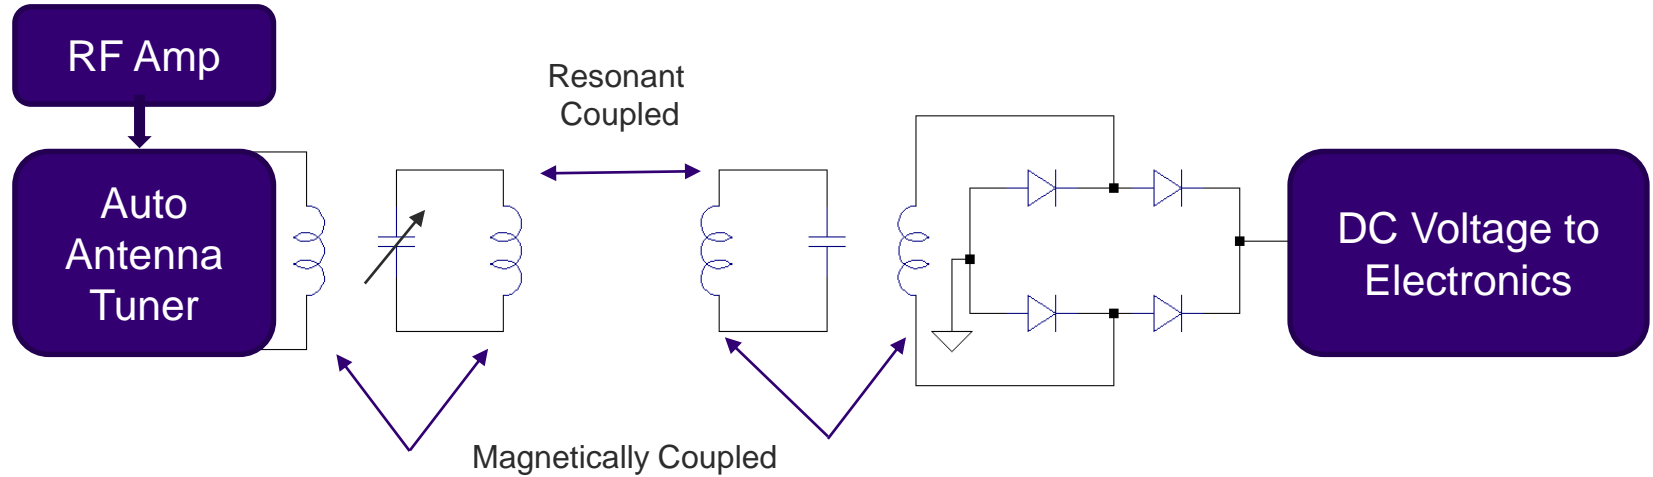 RF Amp
Auto
Antenna
Tuner
Resonant
Coupled
Magnetically Coupled
DC Voltage to
Electronics